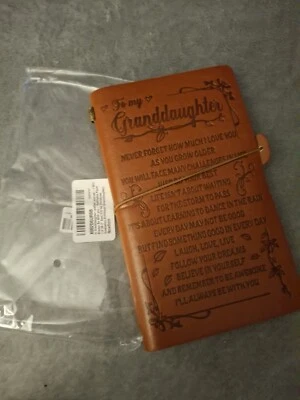 To my
Granddaughter
NEVER FORGET HOW MUCH I LOVE YOU!
AS YOU GROW OLDER
YOU WILL FACE MANY CHALLENGES IN
BEST
LIFE ISN'T ABOUT WAITING
FOR THE STORM TO PASS
IT'S ABOUT LEARNING TO DANCE IN THE RAIN
EVERY DAY MAY NOT BE GOOD
BUT FIND SOMETHING GOOD IN EVERY DAY
LAUGH, LOVE, LIVE
FOLLOW YOUR DREAMS
BELIEVE IN YOURSELF
AND REMEMBER TO BE AWESOME
I'LL ALWAYS BE WITH YOU